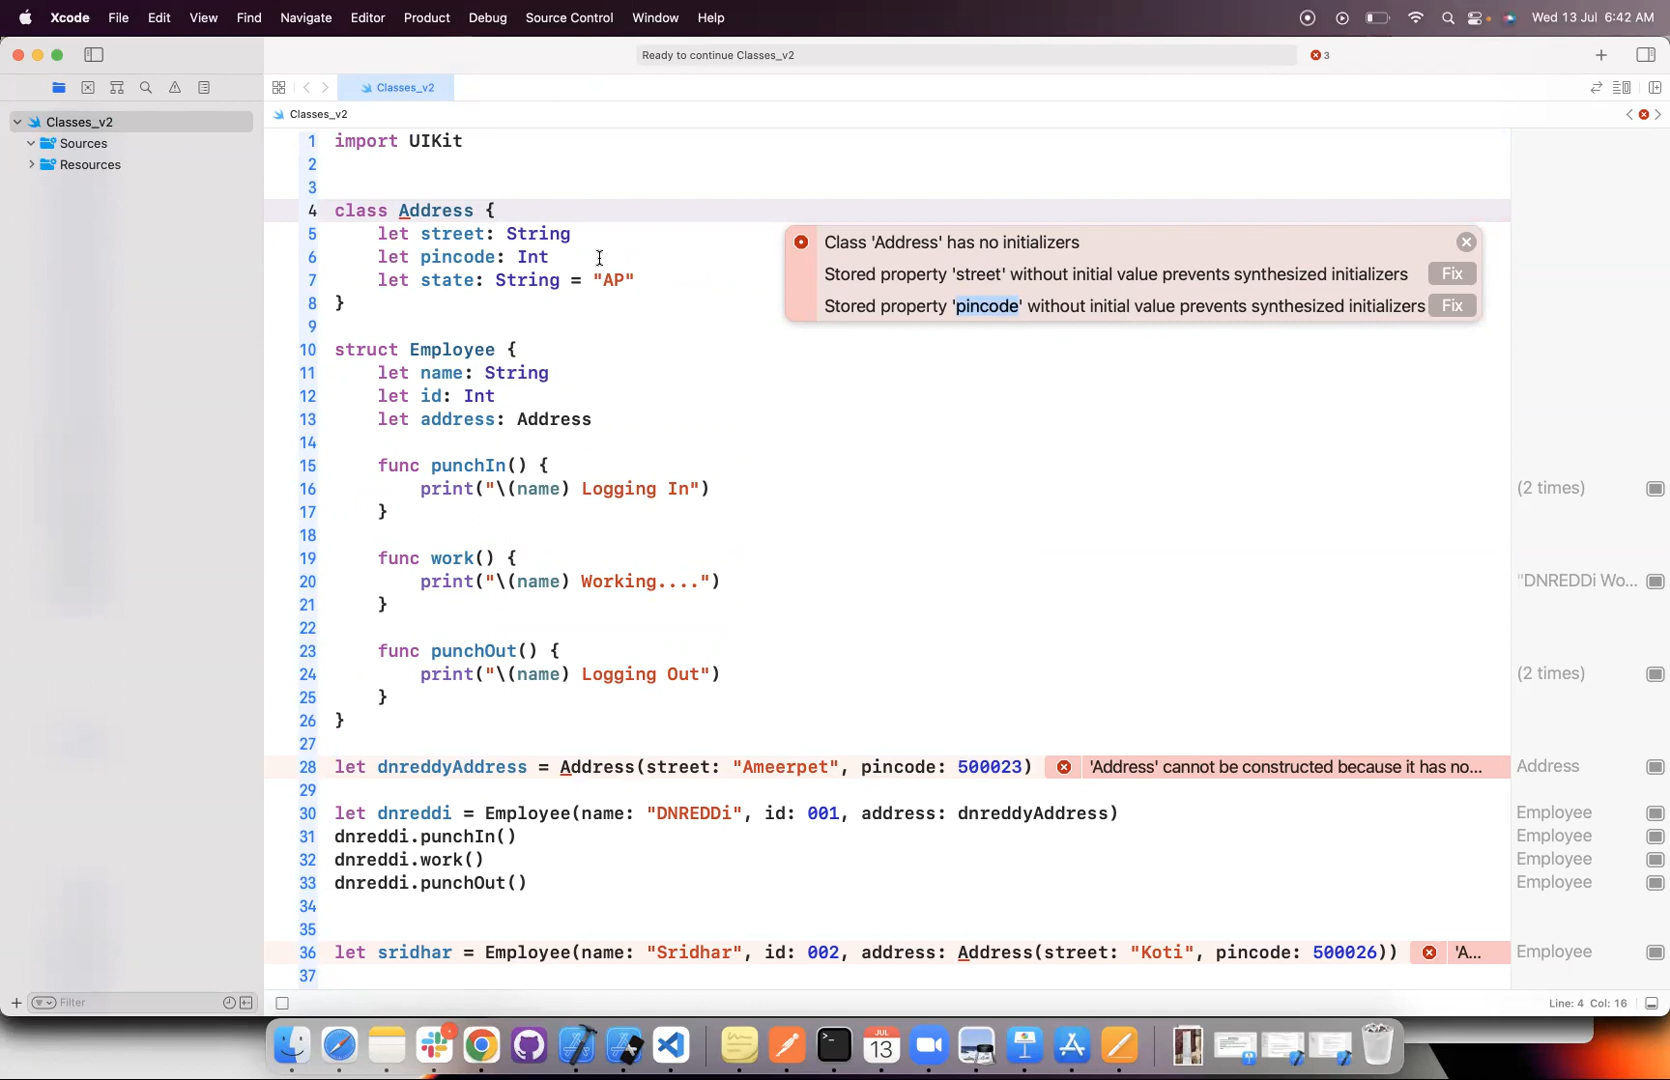 Xcode File Edit View Find Navigate Editor Product Debug Source Control Window Help Wed 13 Jul 6:42 AM
Ready to continue Classes_v2 3
Classes_v2
Classes_v2
Classes_v2
Sources
Resources
1 import UIKit
2
3
4 class Address {
5 let street: String
6 let pincode: Int
7 let state: String = "AP"
8 }
Class 'Address' has no initializers
Stored property 'street' without initial value prevents synthesized initializers Fix
Stored property 'pincode' without initial value prevents synthesized initializers Fix
9
10 struct Employee {
11 let name: String
12 let id: Int
13 let address: Address
14
15 func punchIn() {
16 print("\(name) Logging In") (2 times)
17 }
18
19 func work() {
20 print("\(name) Working....") "DNREDDi Wo...
21 }
22
23 func punchOut() {
24 print("\(name) Logging Out") (2 times)
25 }
26 }
27
28 let dnreddyAddress = Address(street: "Ameerpet", pincode: 500023) 'Address' cannot be constructed because it has no... Address
29
30 let dnreddi = Employee(name: "DNREDDi", id: 001, address: dnreddyAddress) Employee
31 dnreddi.punchIn() Employee
32 dnreddi.work() Employee
33 dnreddi.punchOut() Employee
34
35
36 let sridhar = Employee(name: "Sridhar", id: 002, address: Address(street: "Koti", pincode: 500026)) 'A... Employee
37
Filter Line: 4 Col: 16
JUL
13